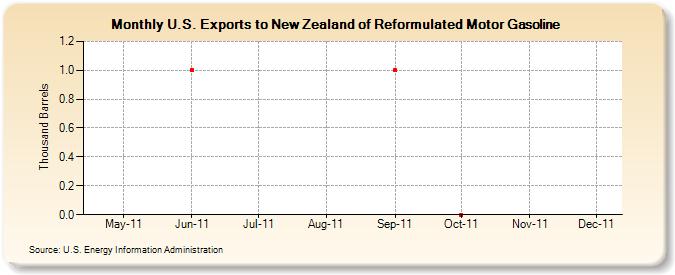 Monthly U.S. Exports to New Zealand of Reformulated Motor Gasoline
Thousand Barrels
1.2
1.0
0.8
0.6
0.4
0.2
0.0
May-11 Jun-11 Jul-11 Aug-11 Sep-11 Oct-11 Nov-11 Dec-11
Source: U.S. Energy Information Administration